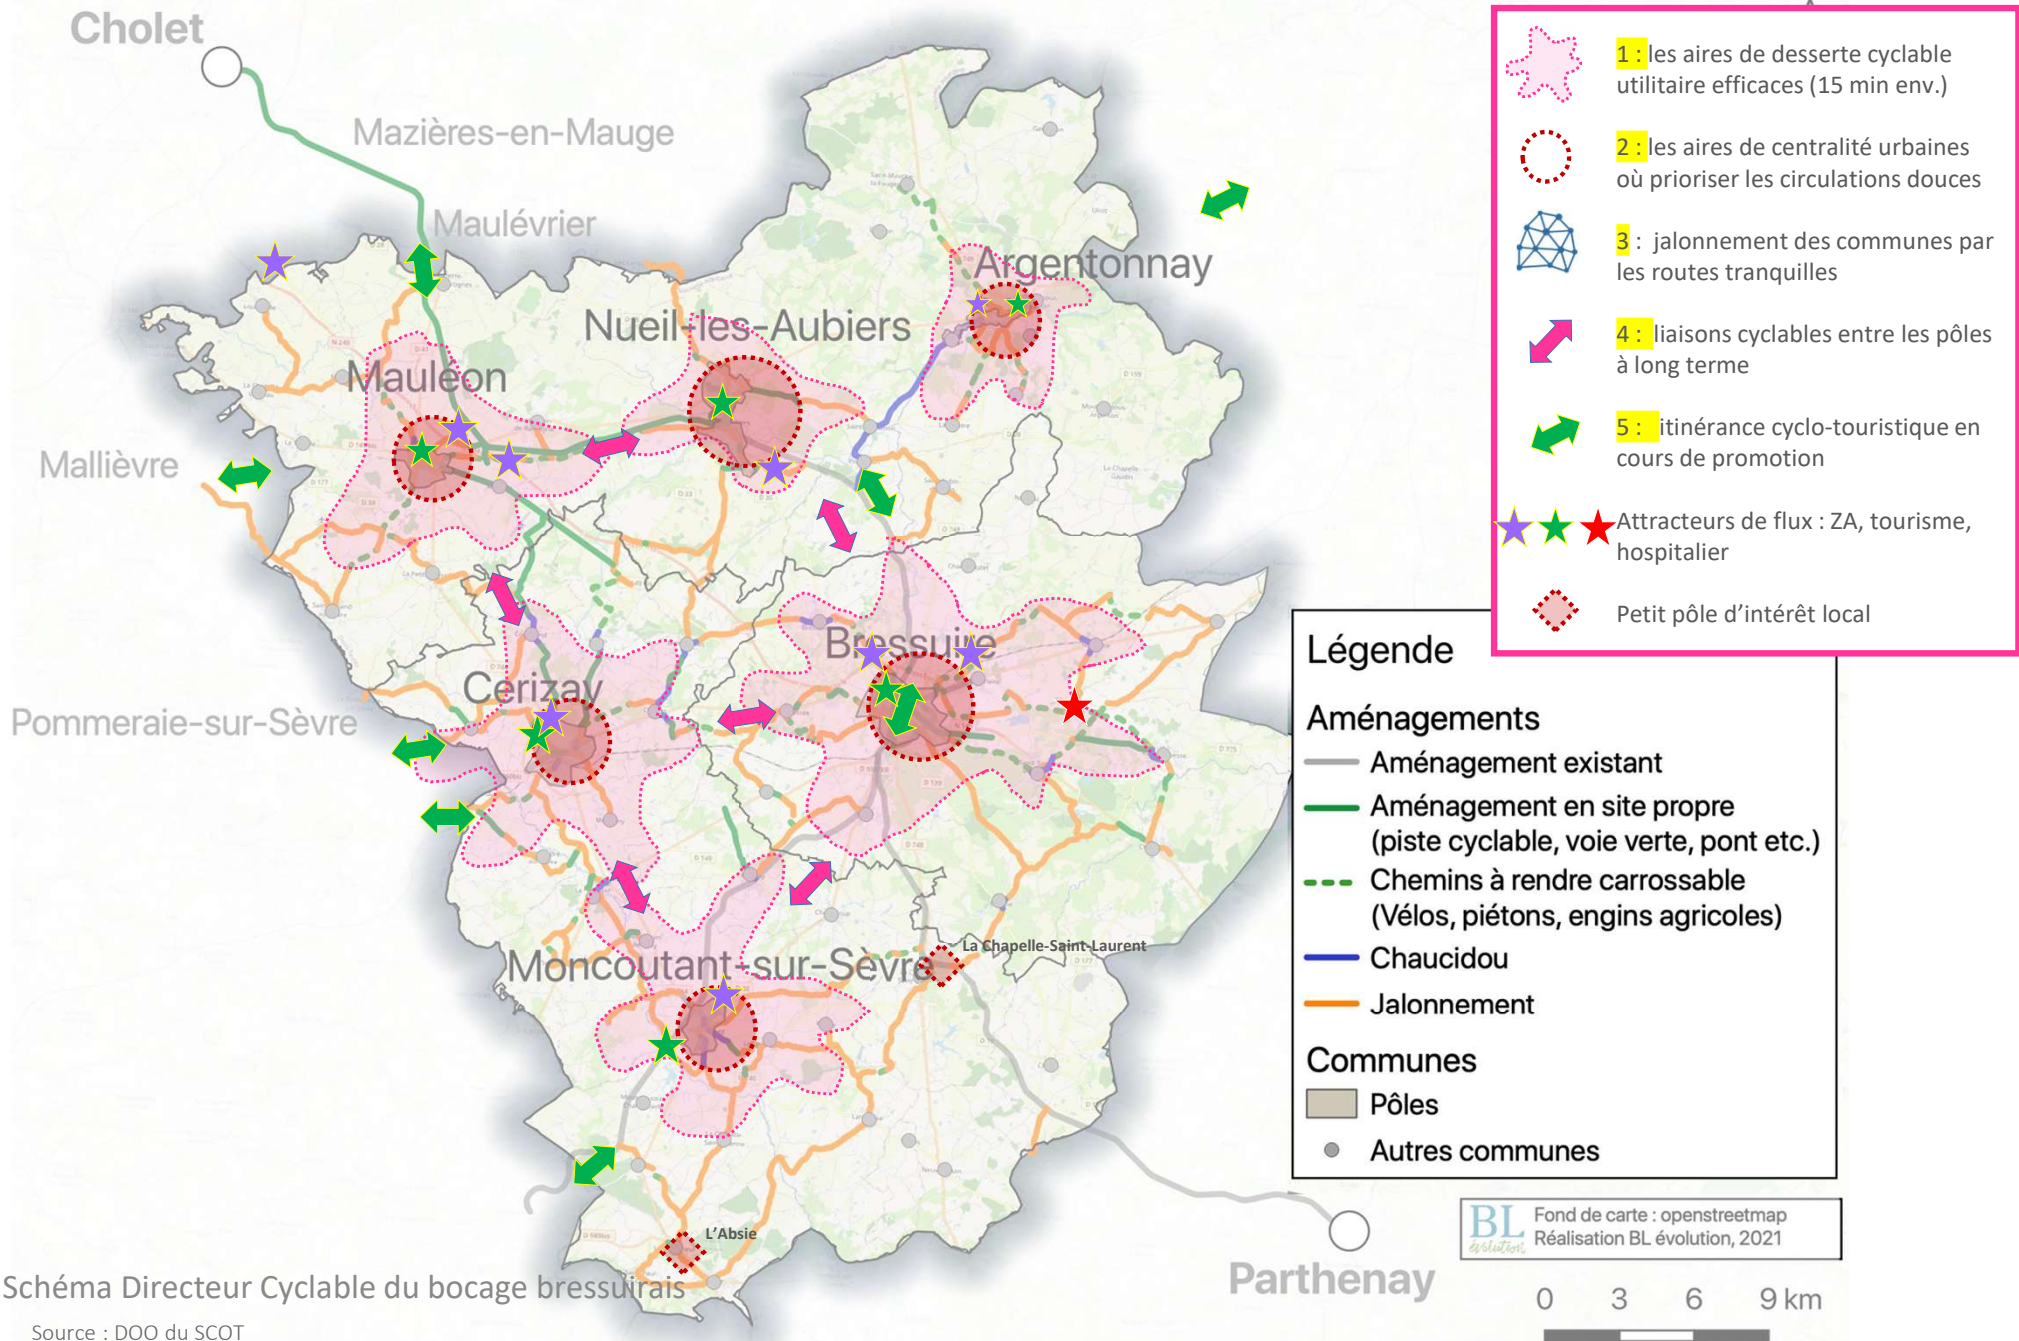 Cholet
Mazières-en-Mauge
Maulévrier
Argentonnay
Nueil-les-Aubiers
Mauléon
Mallièvre
Bressuire
Cerizay
Pommeraie-sur-Sèvre
La Chapelle-Saint-Laurent
Moncoutant-sur-Sèvre
L'Absie
Parthenay
1 : les aires de desserte cyclable
utilitaire efficaces (15 min env.)
2 : les aires de centralité urbaines
où prioriser les circulations douces
3 : jalonnement des communes par
les routes tranquilles
4 : liaisons cyclables entre les pôles
à long terme
5 : itinérance cyclo-touristique en
cours de promotion
Attracteurs de flux : ZA, tourisme,
hospitalier
Petit pôle d'intérêt local
Légende
Aménagements
Aménagement existant
Aménagement en site propre
(piste cyclable, voie verte, pont etc.)
Chemins à rendre carrossable
(Vélos, piétons, engins agricoles)
Chaucidou
Jalonnement
Communes
Pôles
Autres communes
BL
évolution
Fond de carte : openstreetmap
Réalisation BL évolution, 2021
0 3 6 9 km
Schéma Directeur Cyclable du bocage bressuirais
Source : DOO du SCOT